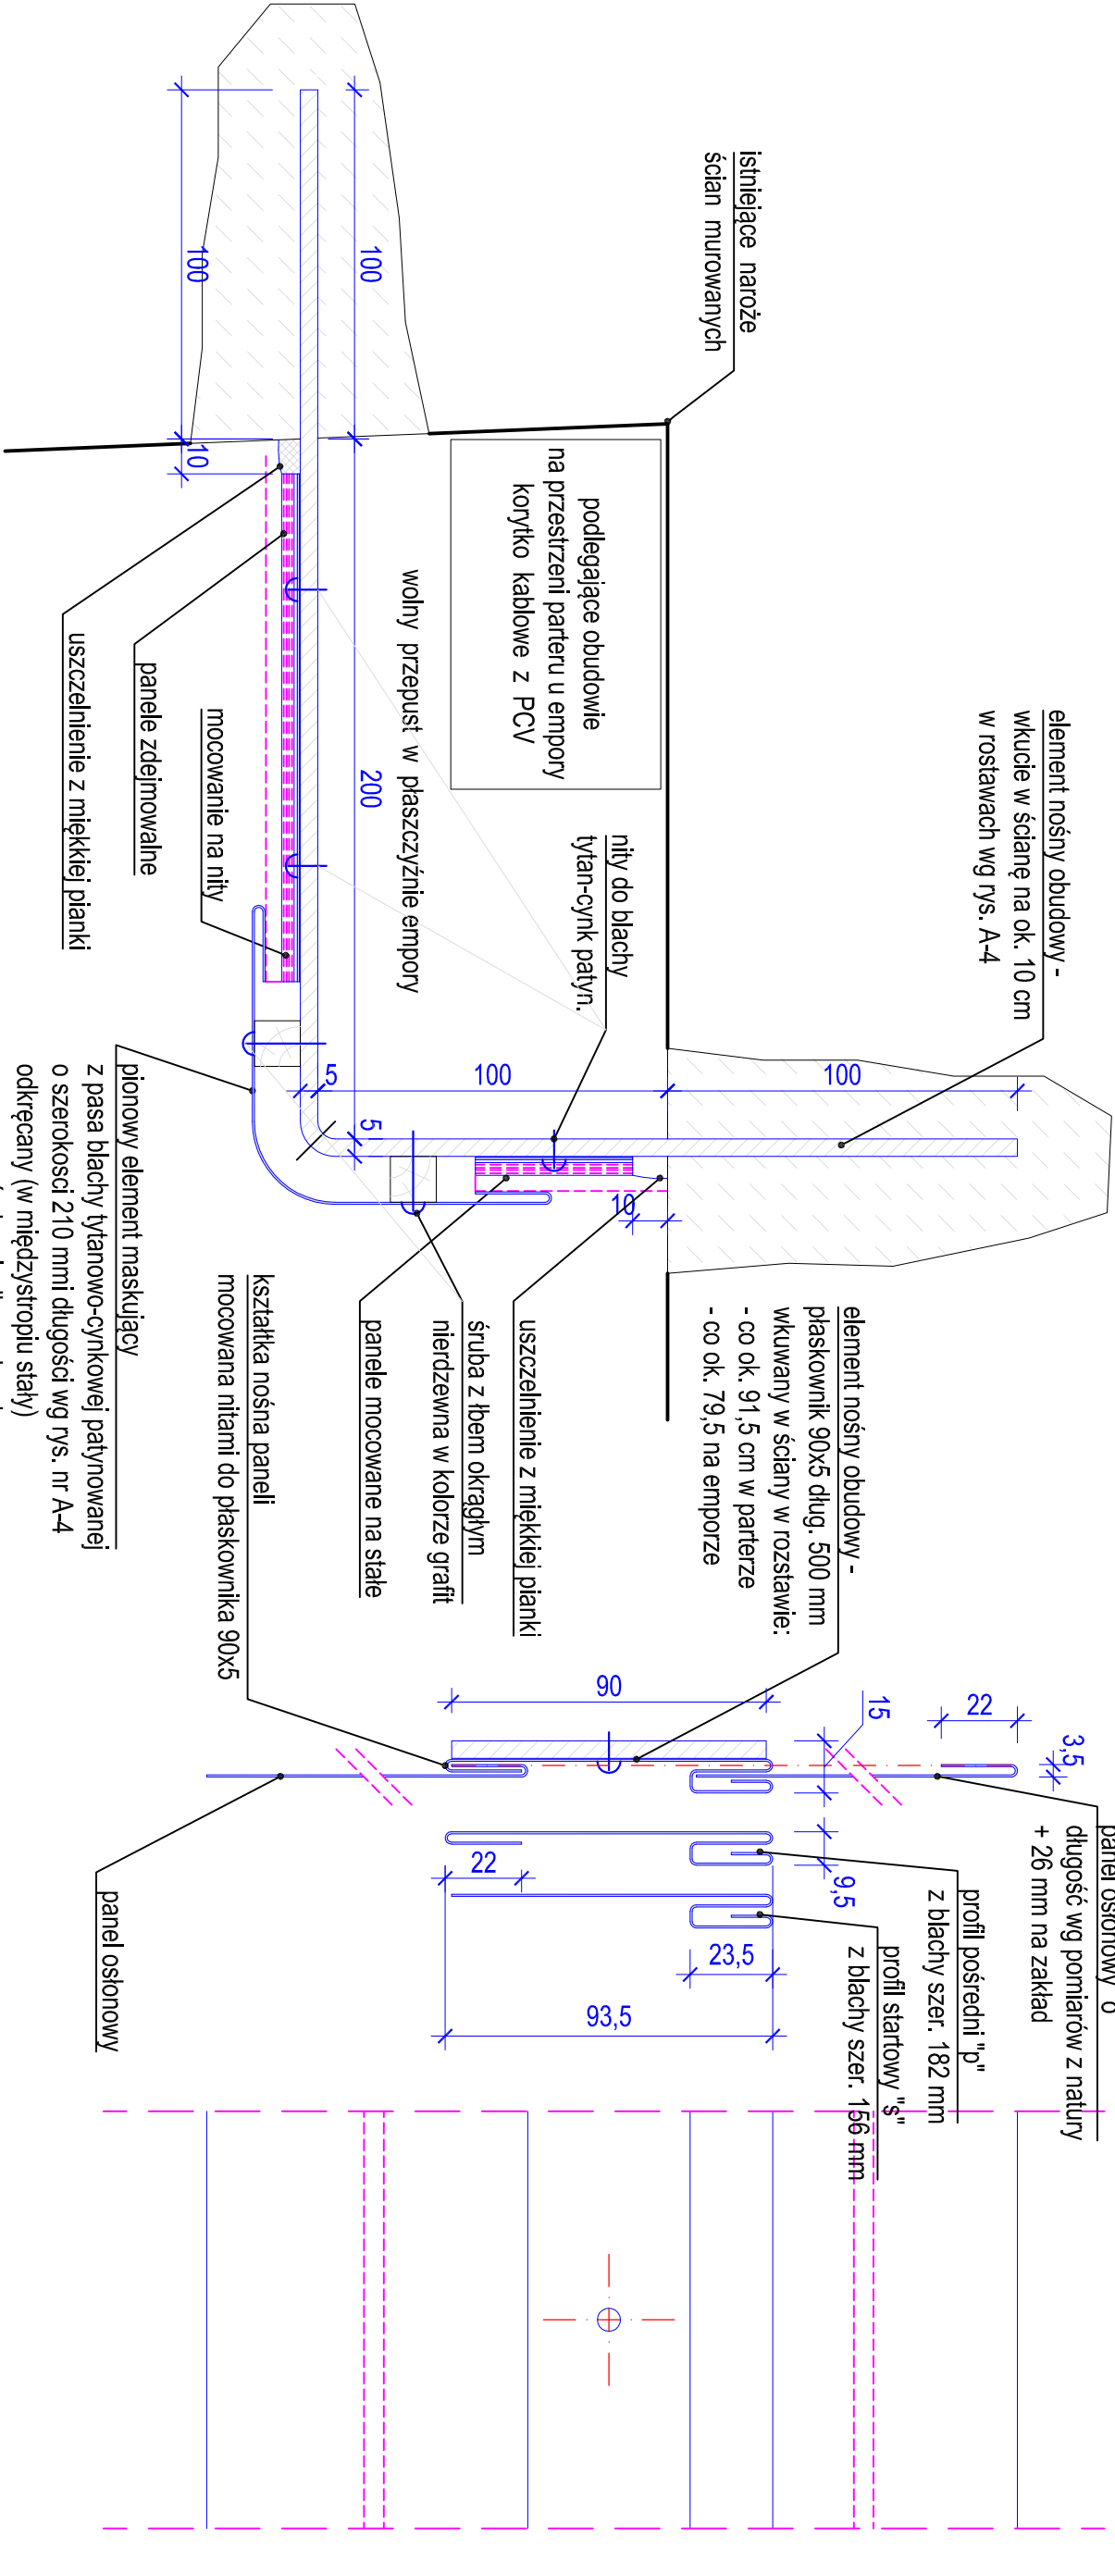 istniejące naroże
ścian murowanych
element nośny obudowy -
wkucie w ścianę na ok. 10 cm
w rostawach wg rys. A-4
podlegające obudowie
na przestrzeni parteru u empory
korytko kablowe z PCV
wolny przepust w płaszczyźnie empory
nity do blachy
tytan-cynk patyn.
mocowanie na nity
panele zdejmowalne
uszczelnienie z miękkiej pianki
100
100
10
200
5
5
100
100
10
pionowy element maskujący
z pasa blachy tytanowo-cynkowej patynowanej
o szerokosci 210 mmi długości wg rys. nr A-4
odkręcany (w międzystropiu stały)
element nośny obudowy -
płaskownik 90x5 dług. 500 mm
wkuwany w ściany w rozstawie:
- co ok. 91,5 cm w parterze
- co ok. 79,5 na emporze
uszczelnienie z miękkiej pianki
śruba z łbem okrągłym
nierdzewna w kolorze grafit
panele mocowane na stałe
kształtka nośna paneli
mocowana nitami do płaskownika 90x5
90
15
22
3,5
22
9,5
23,5
93,5
panel osłonowy o
długość wg pomiarów z natury
+ 26 mm na zakład
profil pośredni "p"
z blachy szer. 182 mm
profil startowy "s"
z blachy szer. 156 mm
panel osłonowy